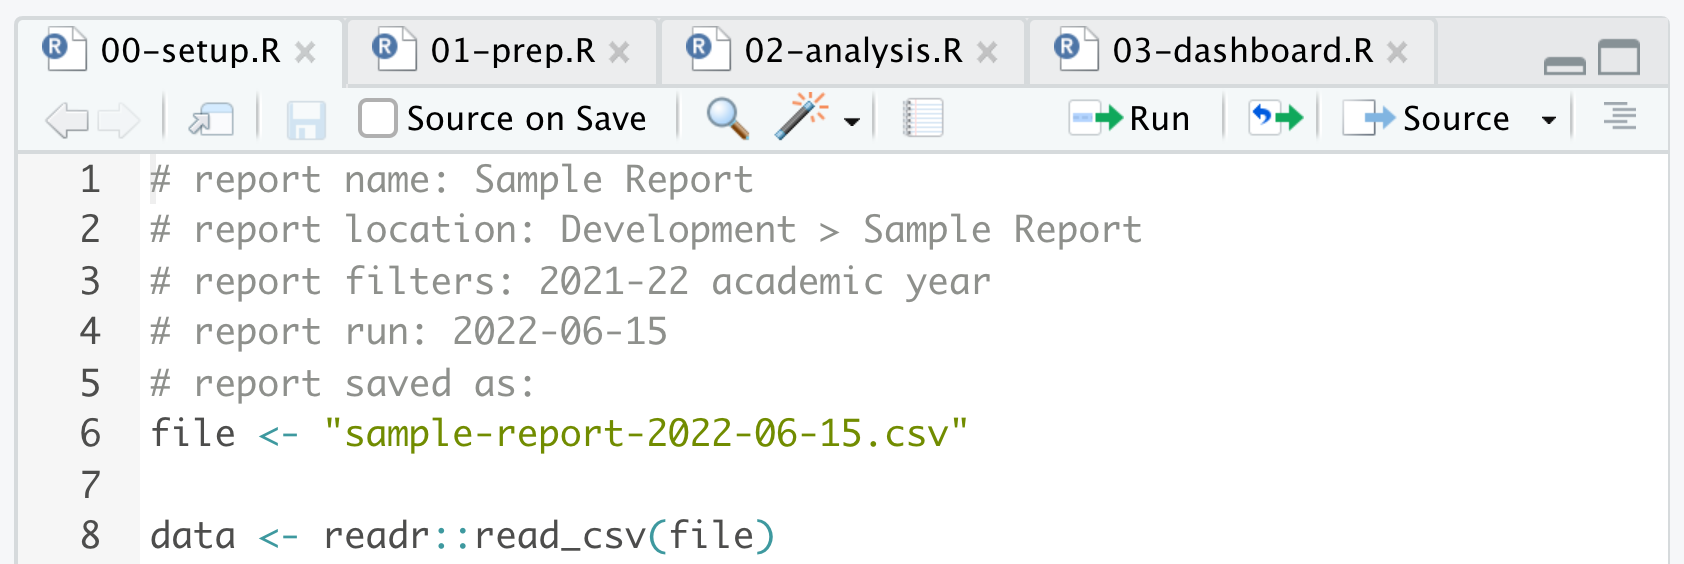 00-setup.R 01-prep.R 02-analysis.R 03-dashboard.R
Source on Save Run Source
1 # report name: Sample Report
2 # report location: Development > Sample Report
3 # report filters: 2021-22 academic year
4 # report run: 2022-06-15
5 # report saved as:
6 file <- "sample-report-2022-06-15.csv"
7
8 data <- readr::read_csv(file)